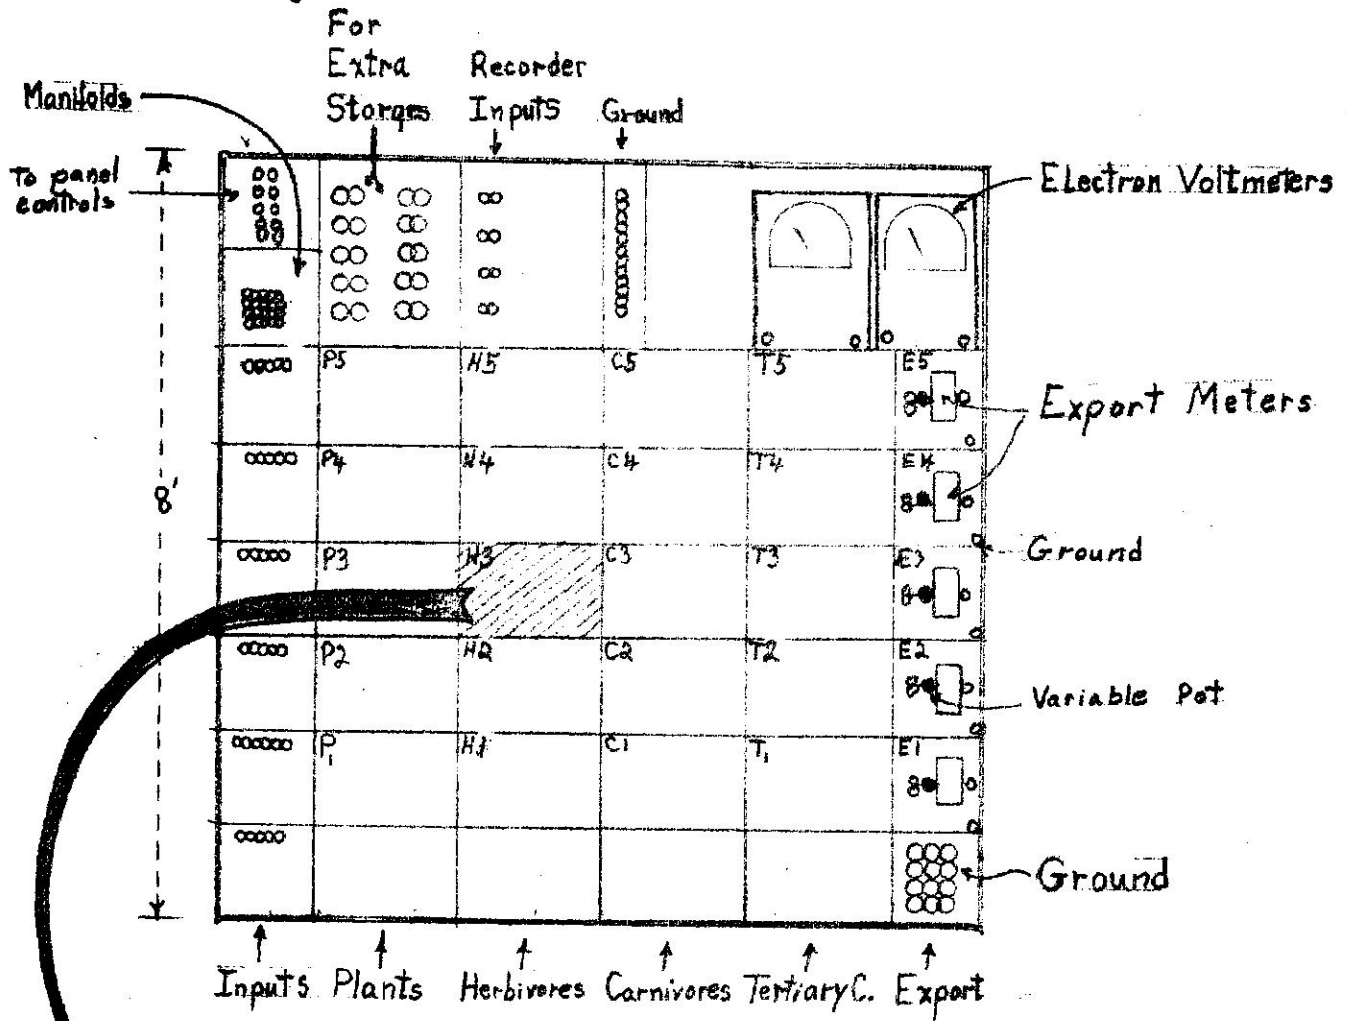 For
Extra
Storges
Recorder
Inputs
Ground
Manifolds
To panel
controls
Electron Voltmeters
P5 H5 C5 T5 E5
Export Meters
P4 H4 C4 T4 E4
8'
Ground
P3 H3 C3 T3 E3
P2 H2 C2 T2 E2
Variable Pot
P1 H1 C1 T1 E1
Ground
Inputs Plants Herbivores Carnivores Tertiary C. Export